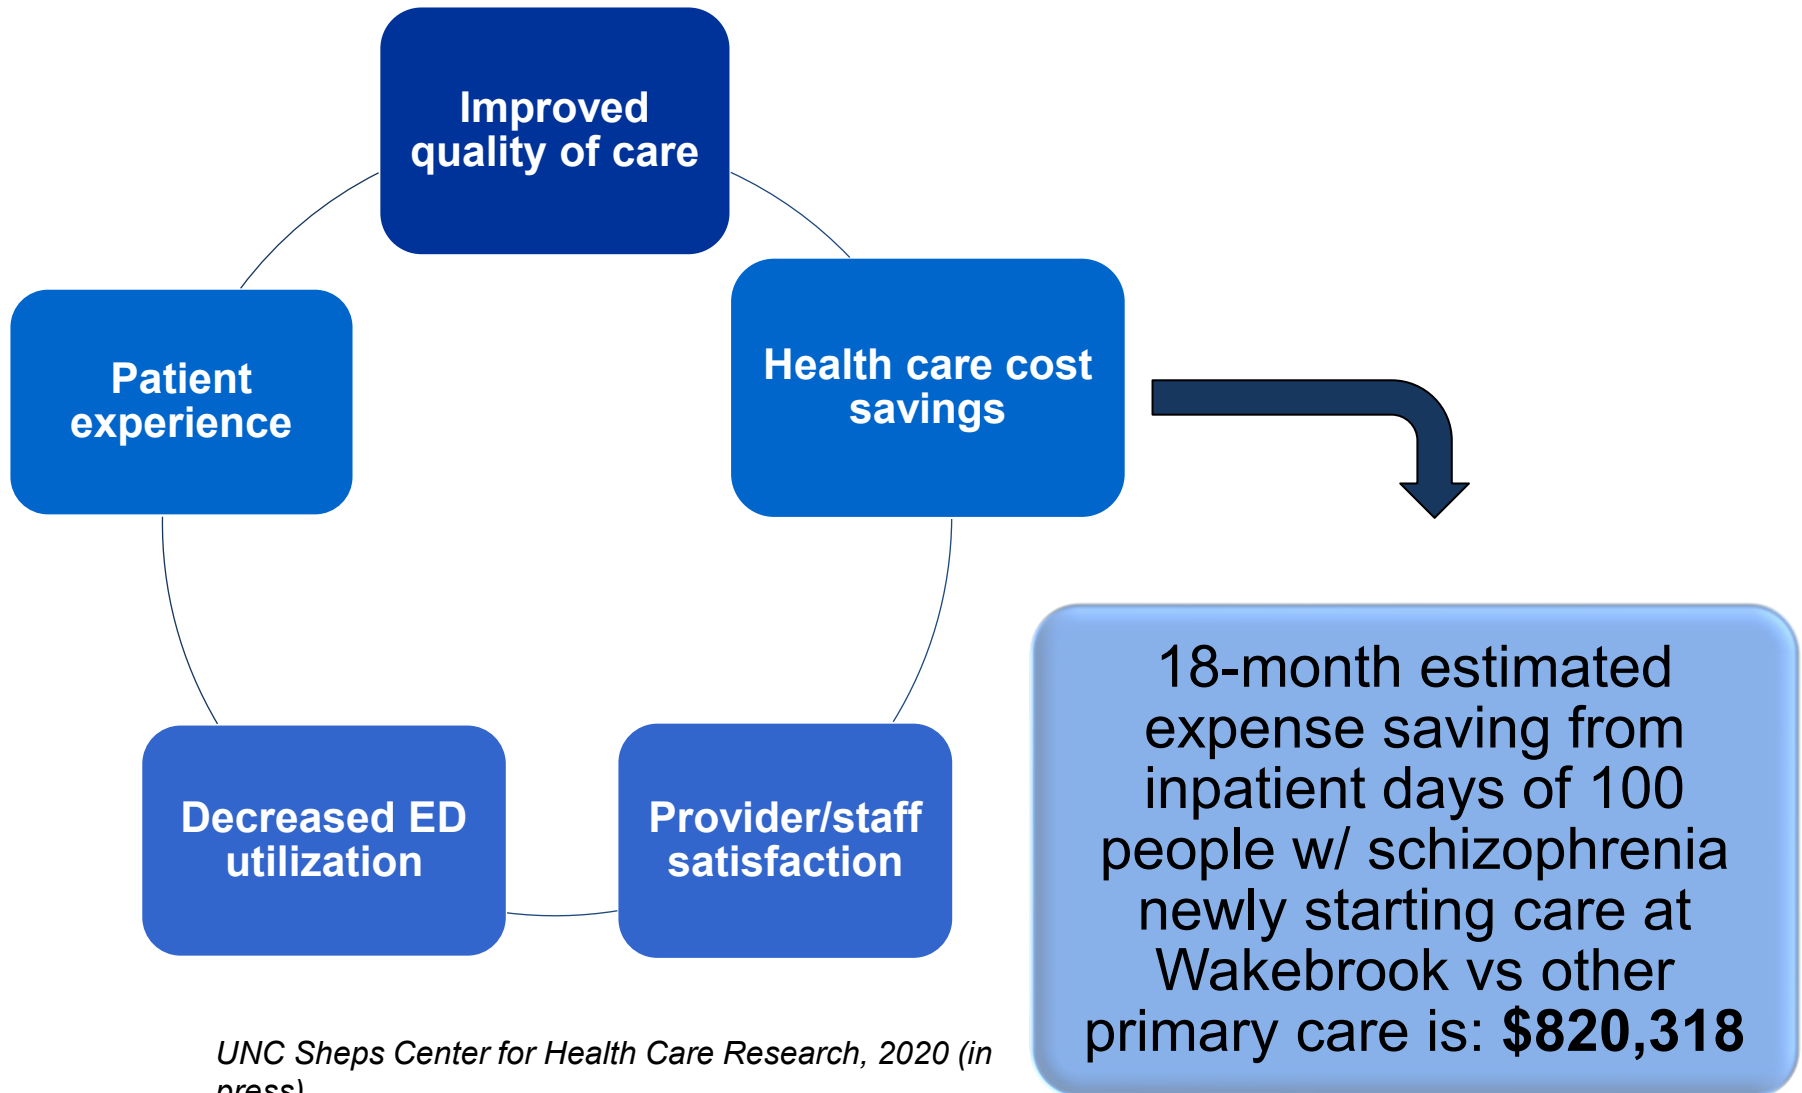 Improved
quality of care
Patient
experience
Health care cost
savings
Decreased ED
utilization
Provider/staff
satisfaction
18-month estimated
expense saving from
inpatient days of 100
people w/ schizophrenia
newly starting care at
Wakebrook vs other
primary care is: $820,318
UNC Sheps Center for Health Care Research, 2020 (in
press)